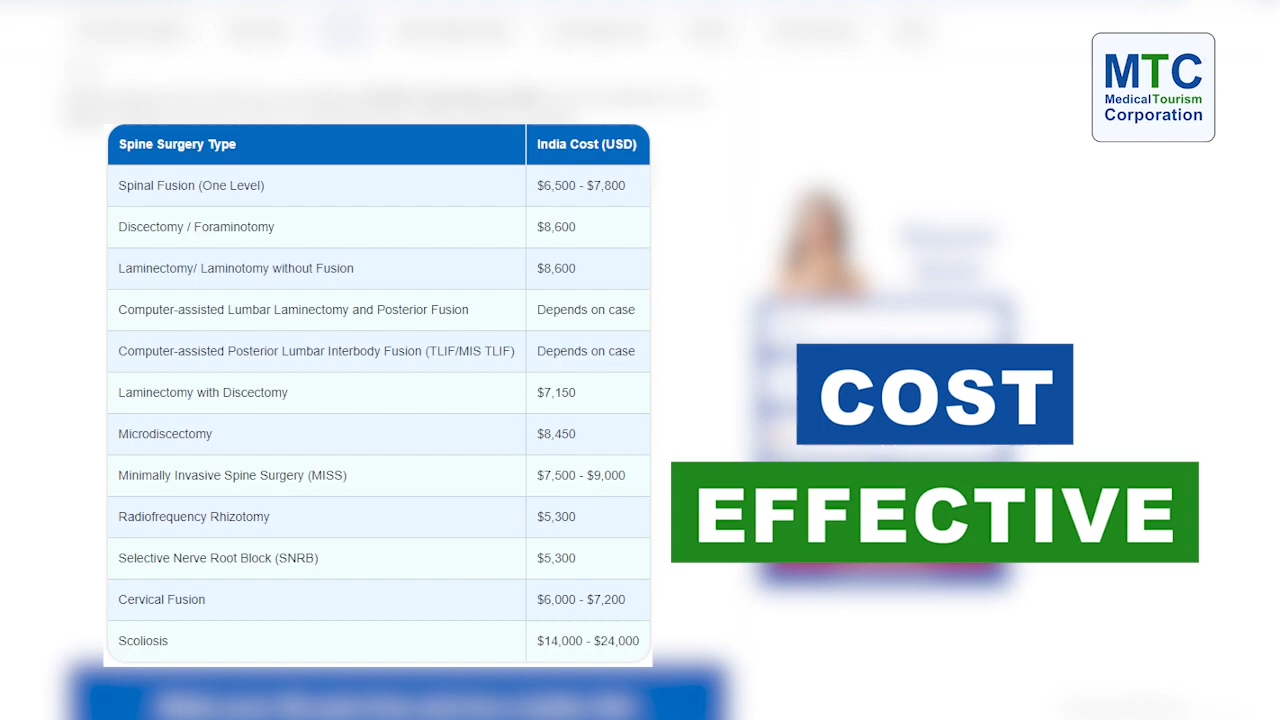 MTC
MedicalTourism
Corporation
Spine Surgery Type India Cost (USD)
Spinal Fusion (One Level) $6,500 - $7,800
Discectomy / Foraminotomy $8,600
Laminectomy/ Laminotomy without Fusion $8,600
Computer-assisted Lumbar Laminectomy and Posterior Fusion Depends on case
Computer-assisted Posterior Lumbar Interbody Fusion (TLIF/MIS TLIF) Depends on case
Laminectomy with Discectomy $7,150
Microdiscectomy $8,450
Minimally Invasive Spine Surgery (MISS) $7,500 - $9,000
Radiofrequency Rhizotomy $5,300
Selective Nerve Root Block (SNRB) $5,300
Cervical Fusion $6,000 - $7,200
Scoliosis $14,000 - $24,000
COST
EFFECTIVE